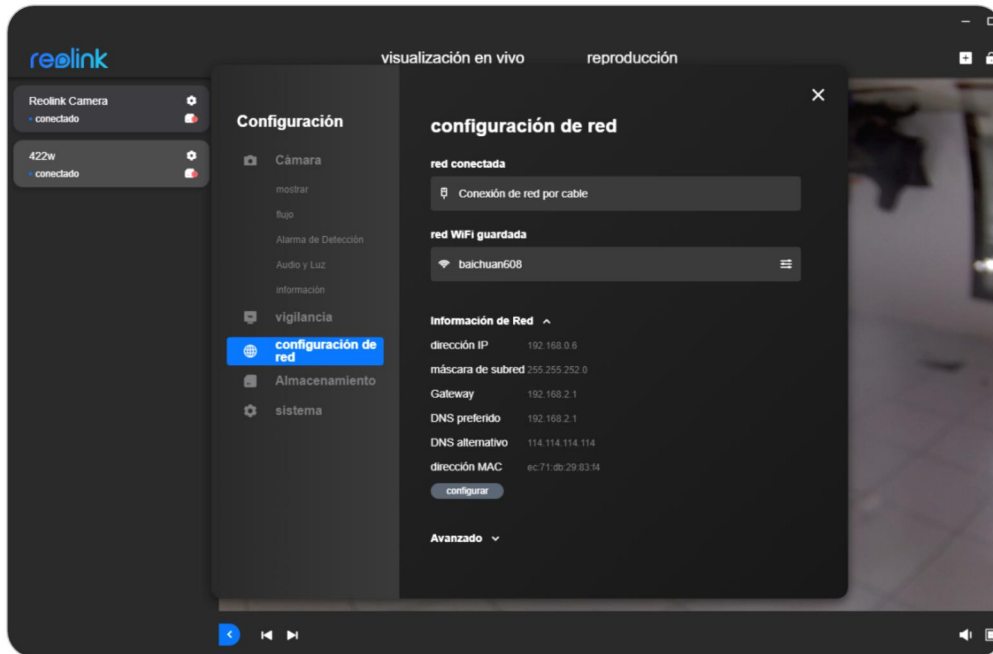 reolink
visualización en vivo
reproducción
Reolink Camera
conectado
422w
conectado
Configuración
Cámara
mostrar
flujo
Alarma de Detección
Audio y Luz
información
vigilancia
configuración de
red
Almacenamiento
sistema
configuración de red
red conectada
Conexión de red por cable
red WiFi guardada
baichuan608
Información de Red
dirección IP 192.168.0.6
máscara de subred 255.255.252.0
Gateway 192.168.2.1
DNS preferido 192.168.2.1
DNS alternativo 114.114.114.114
dirección MAC ec:71:db:29:83:f4
configurar
Avanzado